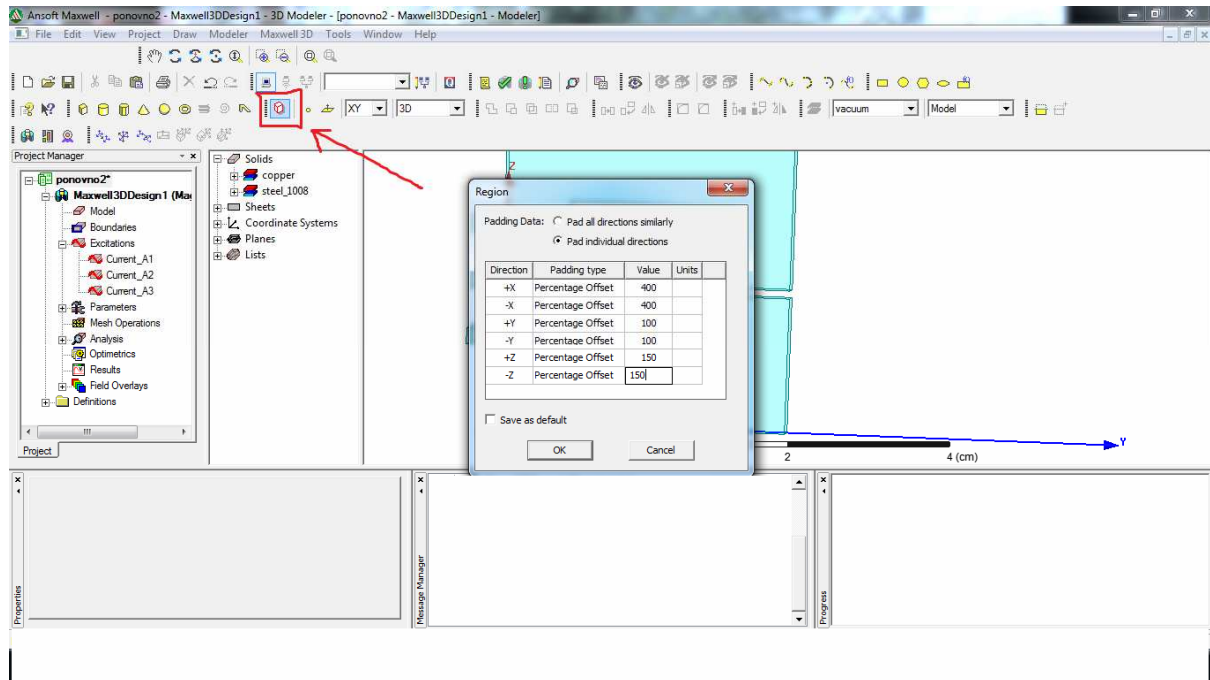 Ansoft Maxwell - ponovno2 - Maxwell3DDesign1 - 3D Modeler - [ponovno2 - Maxwell3DDesign1 - Modeler]
File Edit View Project Draw Modeler Maxwell 3D Tools Window Help
XY 3D vacuum Model
Project Manager
ponovno2*
Maxwell3DDesign1 (Mag
Model
Boundaries
Excitations
Current_A1
Current_A2
Current_A3
Parameters
Mesh Operations
Analysis
Optimetrics
Results
Field Overlays
Definitions
Project
Solids
copper
steel_1008
Sheets
Coordinate Systems
Planes
Lists
Z
Region
Padding Data: Pad all directions similarly
Pad individual directions
Direction Padding type Value Units
+X Percentage Offset 400
-X Percentage Offset 400
+Y Percentage Offset 100
-Y Percentage Offset 100
+Z Percentage Offset 150
-Z Percentage Offset 150
Save as default
OK Cancel
Y
2 4 (cm)
Properties
Message Manager
Progress